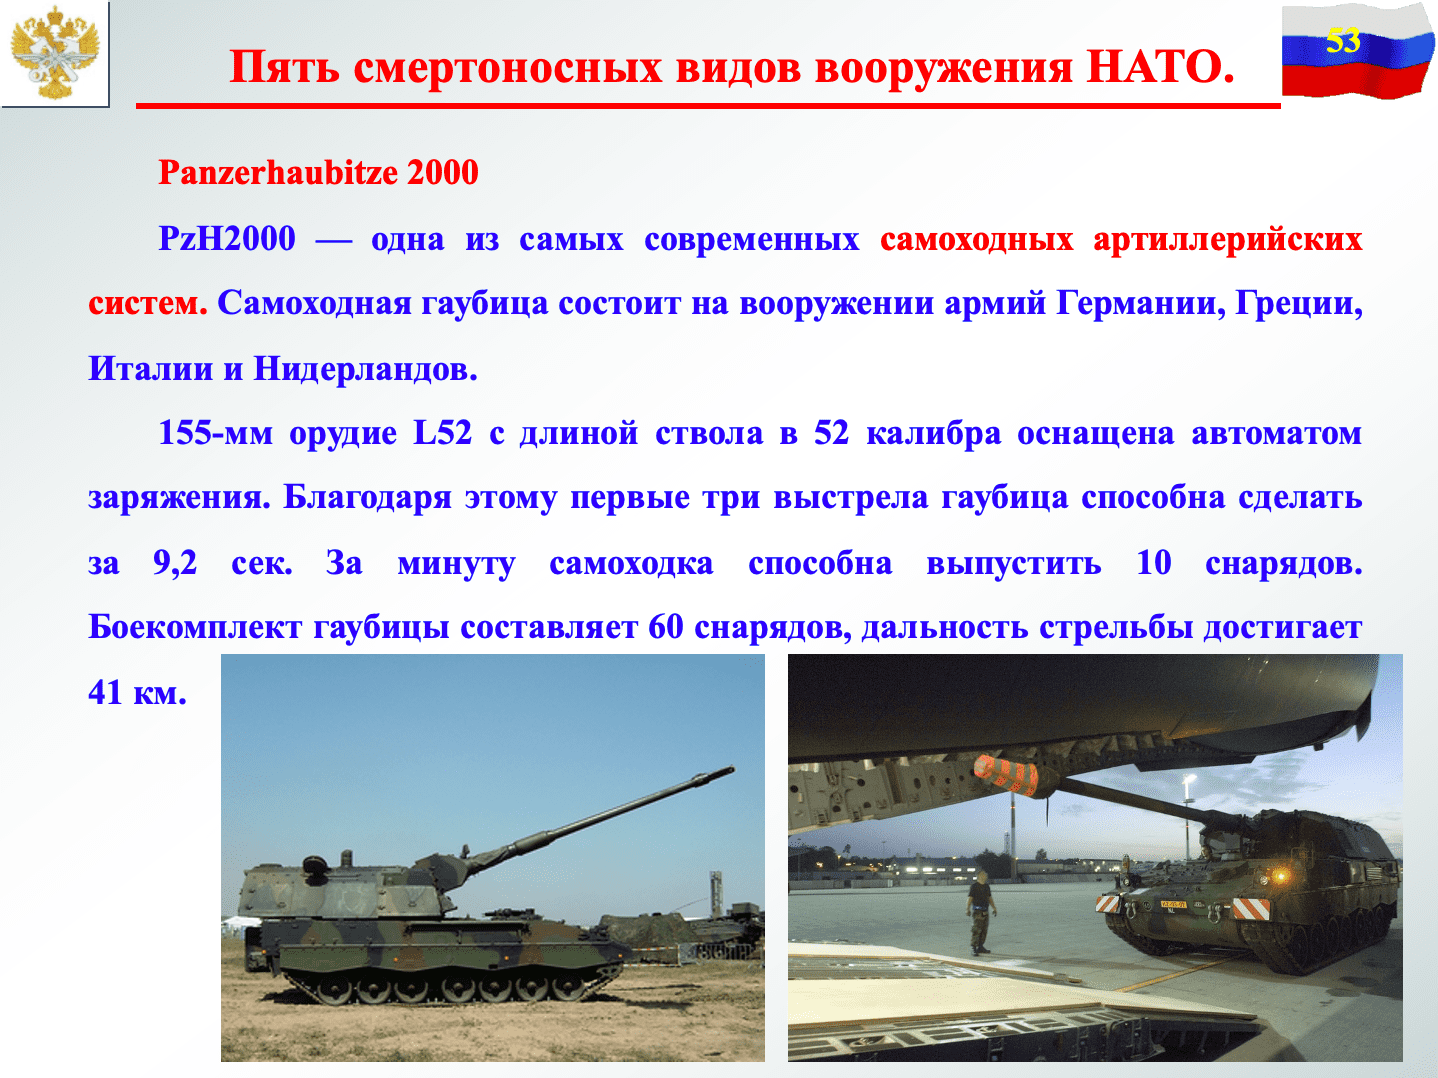 53
Пять смертоносных видов вооружения НАТО.
Panzerhaubitze 2000
PzH2000 — одна из самых современных самоходных артиллерийских
систем. Самоходная гаубица состоит на вооружении армий Германии, Греции,
Италии и Нидерландов.
155-мм орудие L52 с длиной ствола в 52 калибра оснащена автоматом
заряжения. Благодаря этому первые три выстрела гаубица способна сделать
за 9,2 сек. За минуту самоходка способна выпустить 10 снарядов.
Боекомплект гаубицы составляет 60 снарядов, дальность стрельбы достигает
41 км.
NL